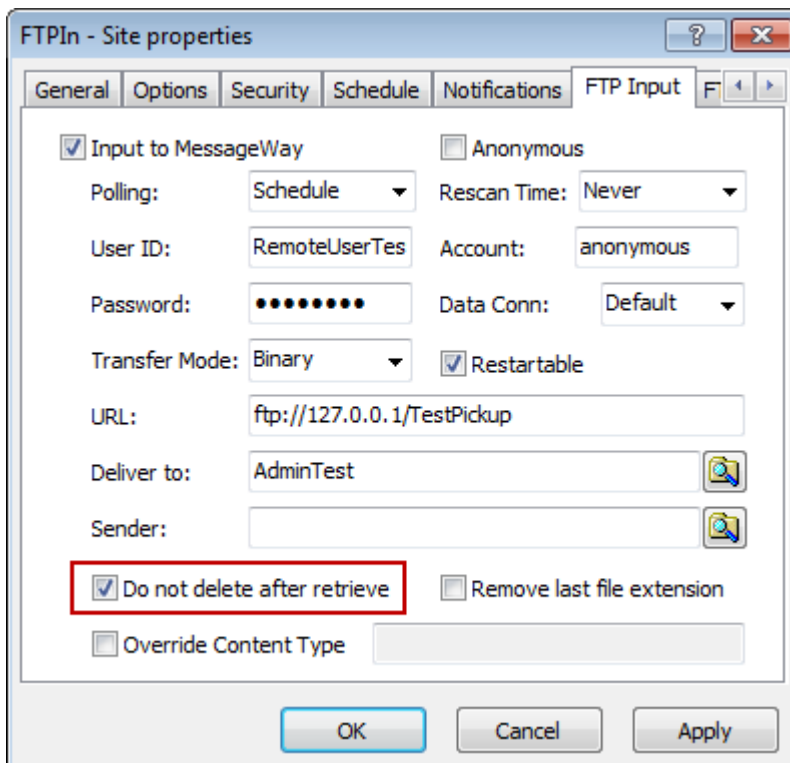 FTPIn - Site properties
General Options Security Schedule Notifications FTP Input
Input to MessageWay Anonymous
Polling: Schedule Rescan Time: Never
User ID: RemoteUserTes Account: anonymous
Password: ●●●●●●●● Data Conn: Default
Transfer Mode: Binary Restartable
URL: ftp://127.0.0.1/TestPickup
Deliver to: AdminTest
Sender:
Do not delete after retrieve Remove last file extension
Override Content Type
OK Cancel Apply